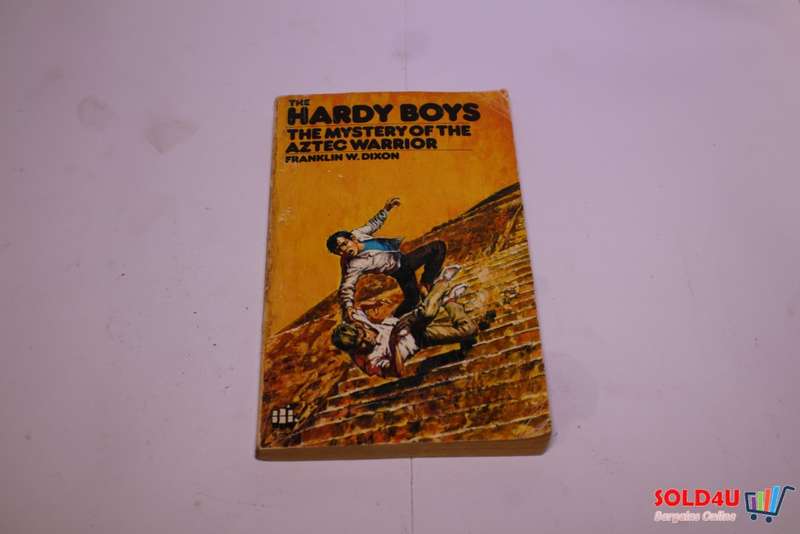 THE
HARDY BOYS
THE MYSTERY OF THE
AZTEC WARRIOR
FRANKLIN W. DIXON
SOLD4U
Bargains Online